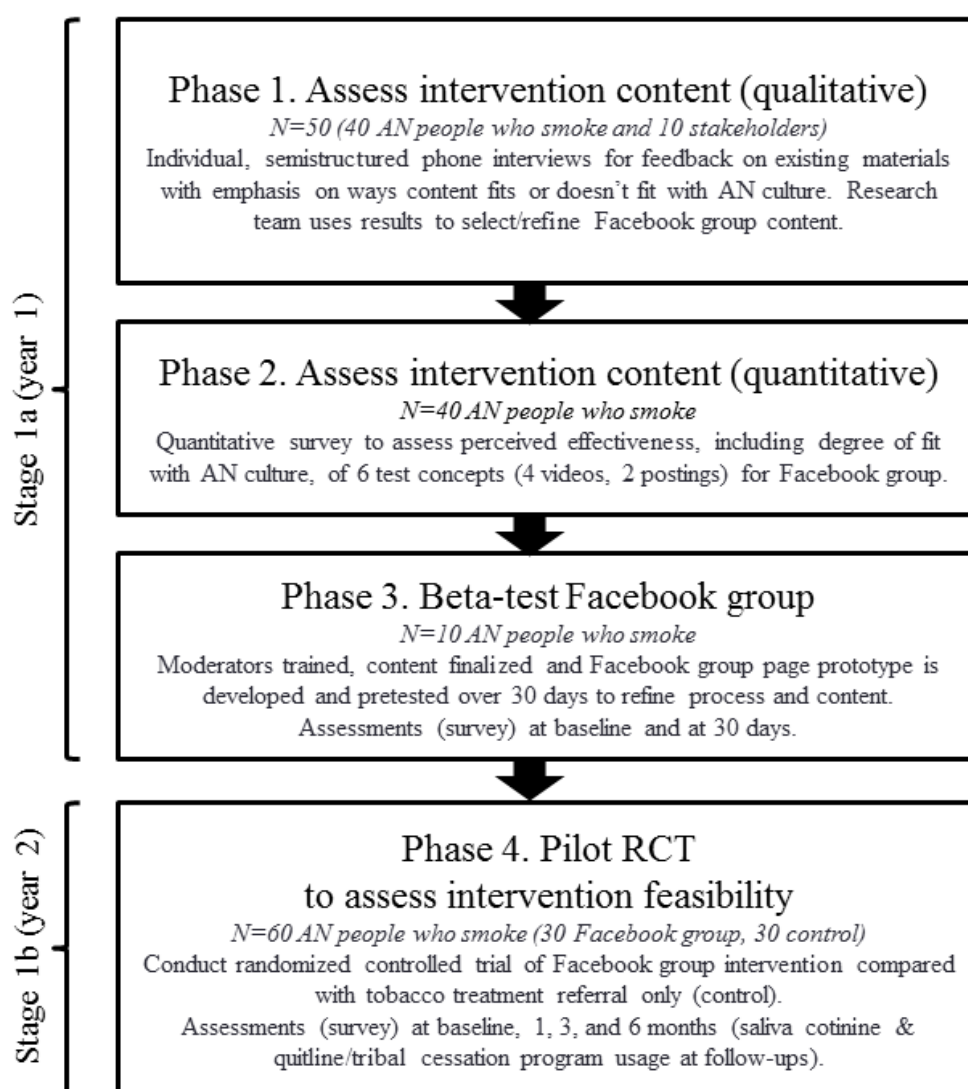 Stage 1a (year 1)
Phase 1. Assess intervention content (qualitative)
N=50 (40 AN people who smoke and 10 stakeholders)
Individual, semistructured phone interviews for feedback on existing materials
with emphasis on ways content fits or doesn’t fit with AN culture. Research
team uses results to select/refine Facebook group content.
Phase 2. Assess intervention content (quantitative)
N=40 AN people who smoke
Quantitative survey to assess perceived effectiveness, including degree of fit
with AN culture, of 6 test concepts (4 videos, 2 postings) for Facebook group.
Phase 3. Beta-test Facebook group
N=10 AN people who smoke
Moderators trained, content finalized and Facebook group page prototype is
developed and pretested over 30 days to refine process and content.
Assessments (survey) at baseline and at 30 days.
Stage 1b (year 2)
Phase 4. Pilot RCT
to assess intervention feasibility
N=60 AN people who smoke (30 Facebook group, 30 control)
Conduct randomized controlled trial of Facebook group intervention compared
with tobacco treatment referral only (control).
Assessments (survey) at baseline, 1, 3, and 6 months (saliva cotinine &
quitline/tribal cessation program usage at follow-ups).